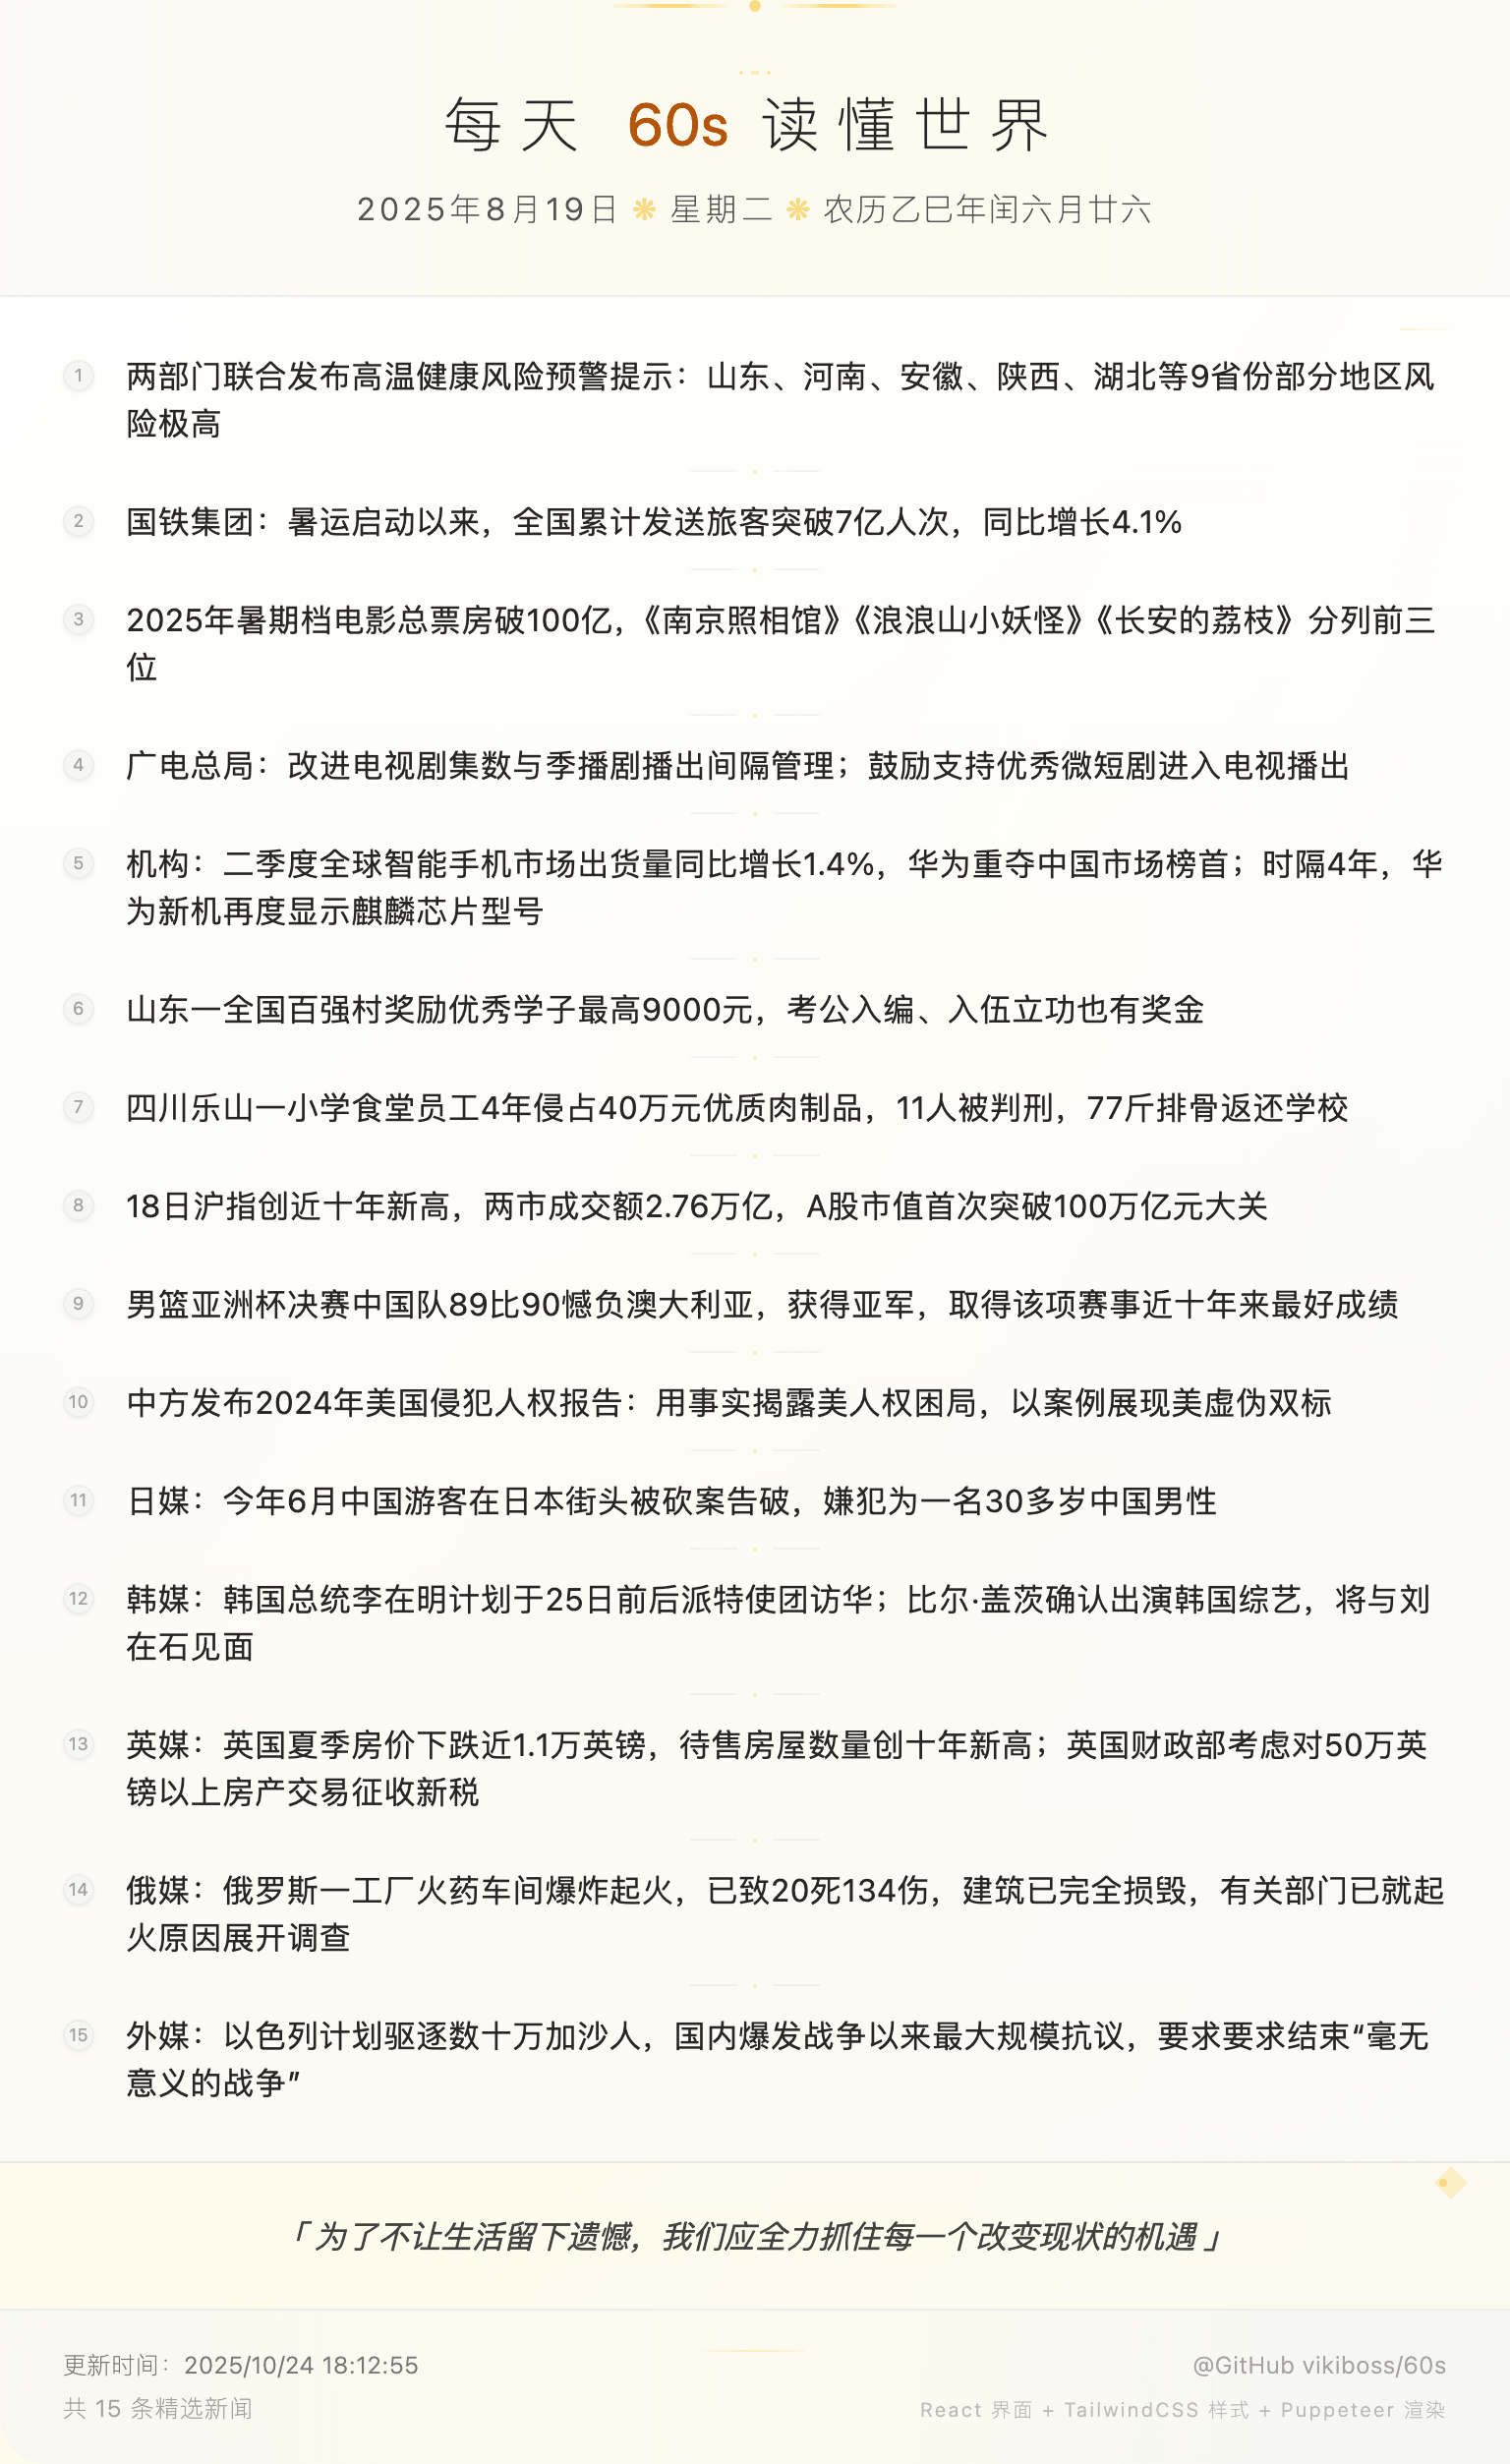 每天 60s 读懂世界
2025年8月19日 ❋ 星期二 ❋ 农历乙巳年闰六月廿六
1 两部门联合发布高温健康风险预警提示：山东、河南、安徽、陕西、湖北等9省份部分地区风
险极高
2 国铁集团：暑运启动以来，全国累计发送旅客突破7亿人次，同比增长4.1%
3 2025年暑期档电影总票房破100亿，《南京照相馆》《浪浪山小妖怪》《长安的荔枝》分列前三
位
4 广电总局：改进电视剧集数与季播剧播出间隔管理；鼓励支持优秀微短剧进入电视播出
5 机构：二季度全球智能手机市场出货量同比增长1.4%，华为重夺中国市场榜首；时隔4年，华
为新机再度显示麒麟芯片型号
6 山东一全国百强村奖励优秀学子最高9000元，考公入编、入伍立功也有奖金
7 四川乐山一小学食堂员工4年侵占40万元优质肉制品，11人被判刑，77斤排骨返还学校
8 18日沪指创近十年新高，两市成交额2.76万亿，A股市值首次突破100万亿元大关
9 男篮亚洲杯决赛中国队89比90憾负澳大利亚，获得亚军，取得该项赛事近十年来最好成绩
10 中方发布2024年美国侵犯人权报告：用事实揭露美人权困局，以案例展现美虚伪双标
11 日媒：今年6月中国游客在日本街头被砍案告破，嫌犯为一名30多岁中国男性
12 韩媒：韩国总统李在明计划于25日前后派特使团访华；比尔·盖茨确认出演韩国综艺，将与刘
在石见面
13 英媒：英国夏季房价下跌近1.1万英镑，待售房屋数量创十年新高；英国财政部考虑对50万英
镑以上房产交易征收新税
14 俄媒：俄罗斯一工厂火药车间爆炸起火，已致20死134伤，建筑已完全损毁，有关部门已就起
火原因展开调查
15 外媒：以色列计划驱逐数十万加沙人，国内爆发战争以来最大规模抗议，要求要求结束“毫无
意义的战争”
「 为了不让生活留下遗憾，我们应全力抓住每一个改变现状的机遇 」
更新时间：2025/10/24 18:12:55
@GitHub vikiboss/60s
共 15 条精选新闻
React 界面 + TailwindCSS 样式 + Puppeteer 渲染